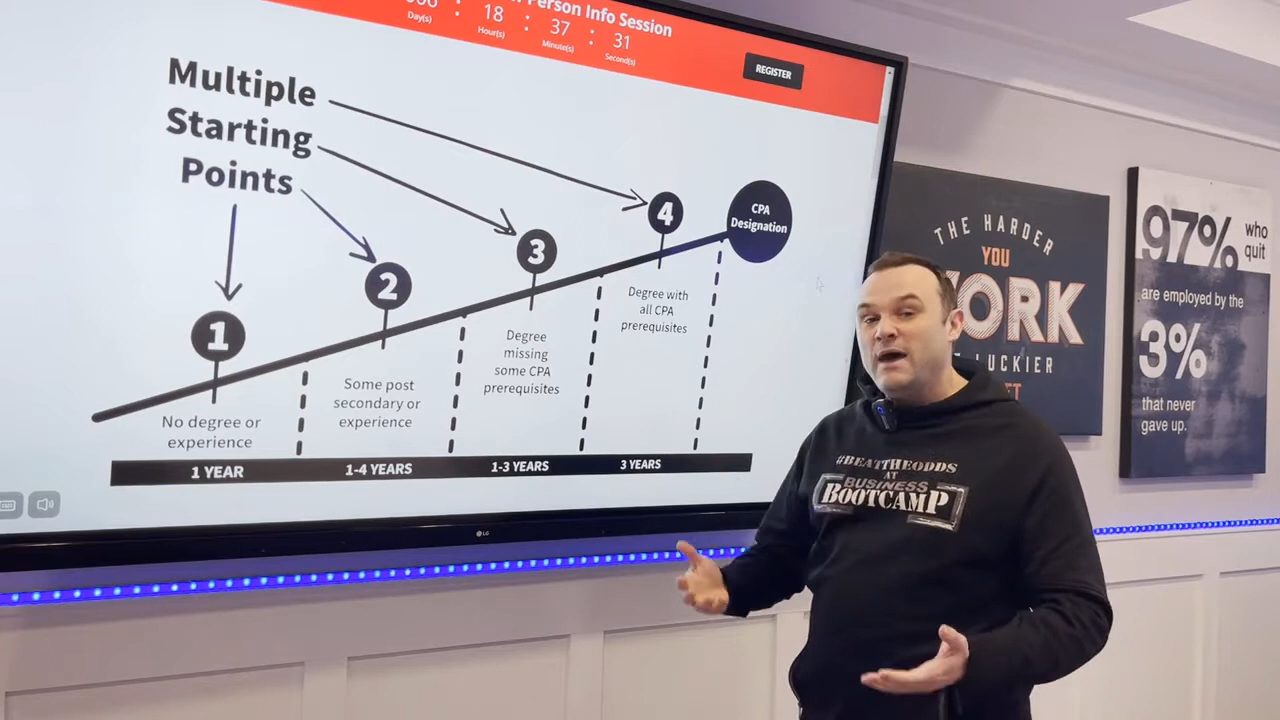 Person Info Session
18
37
31
Day(s)
Hour(s)
Minute(s)
Second(s)
REGISTER
Multiple
Starting
Points
1
2
3
4
CPA
Designation
No degree or
experience
Some post
secondary or
experience
Degree
missing
some CPA
prerequisites
Degree with
all CPA
prerequisites
1 YEAR
1-4 YEARS
1-3 YEARS
3 YEARS
LG
THE HARDER
YOU
WORK
LUCKIER
97% who
quit
are employed by the
3%
that never
gave up.
#BEATTHEODDS
AT
BUSINESS
BOOTCAMP